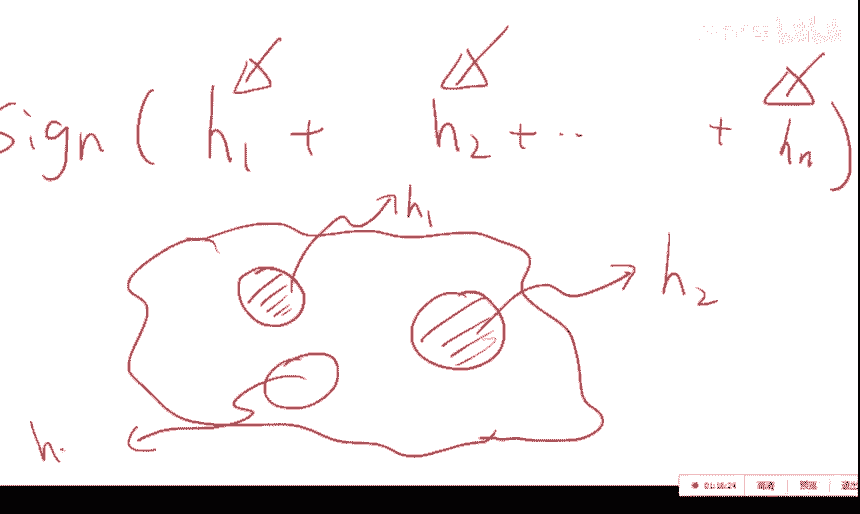 Sign ( h₁ + h₂ + ·· + hₙ )
h₁
h₂
h.